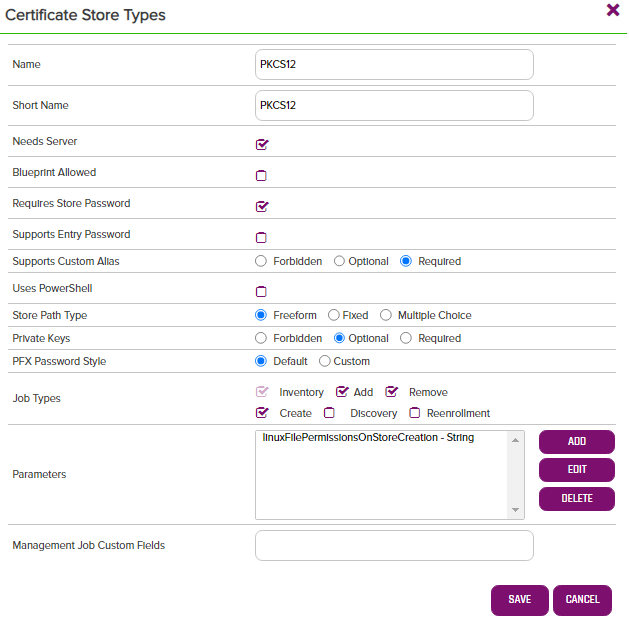 Certificate Store Types
Name PKCS12
Short Name PKCS12
Needs Server
Blueprint Allowed
Requires Store Password
Supports Entry Password
Supports Custom Alias Forbidden Optional Required
Uses PowerShell
Store Path Type Freeform Fixed Multiple Choice
Private Keys Forbidden Optional Required
PFX Password Style Default Custom
Job Types Inventory Add Remove
Create Discovery Reenrollment
linuxFilePermissionsOnStoreCreation - String ADD
EDIT
Parameters
DELETE
Management Job Custom Fields
SAVE CANCEL